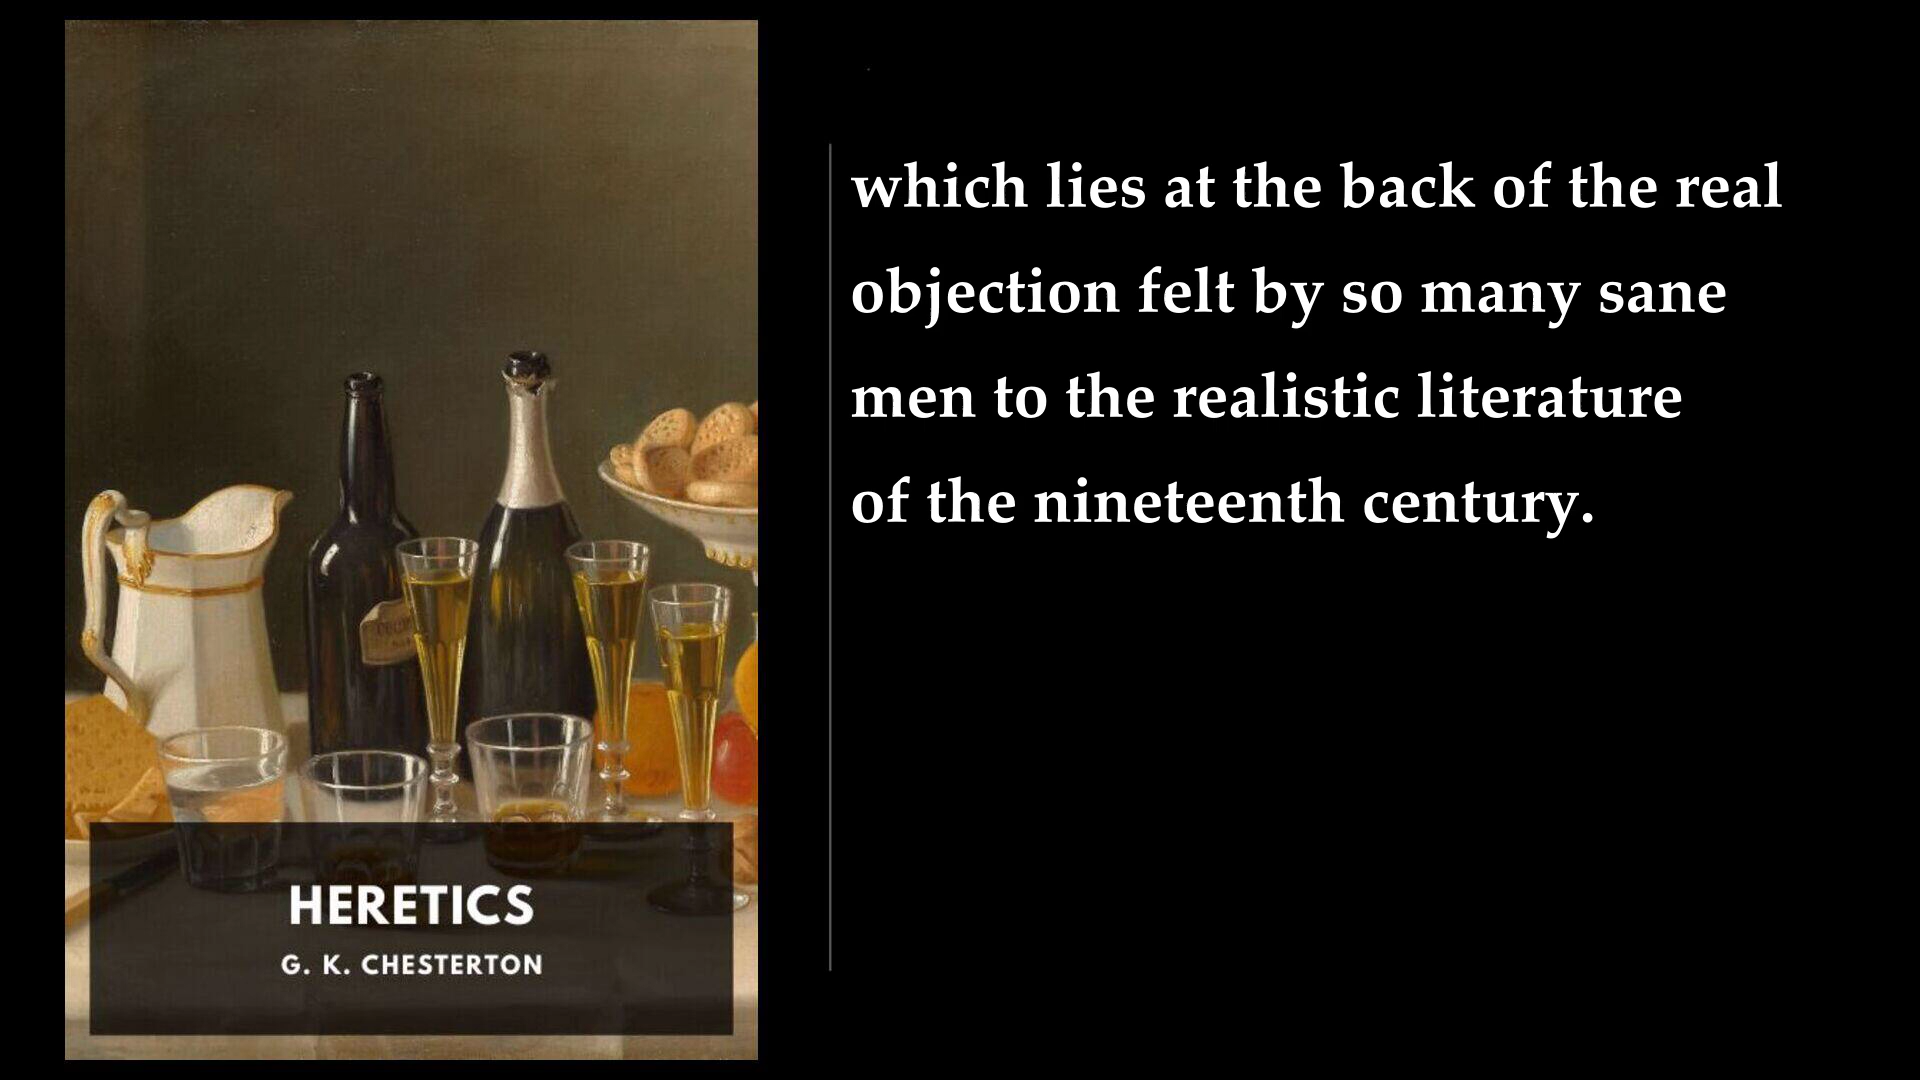 which lies at the back of the real
objection felt by so many sane
men to the realistic literature
of the nineteenth century.
HERETICS
G. K. CHESTERTON